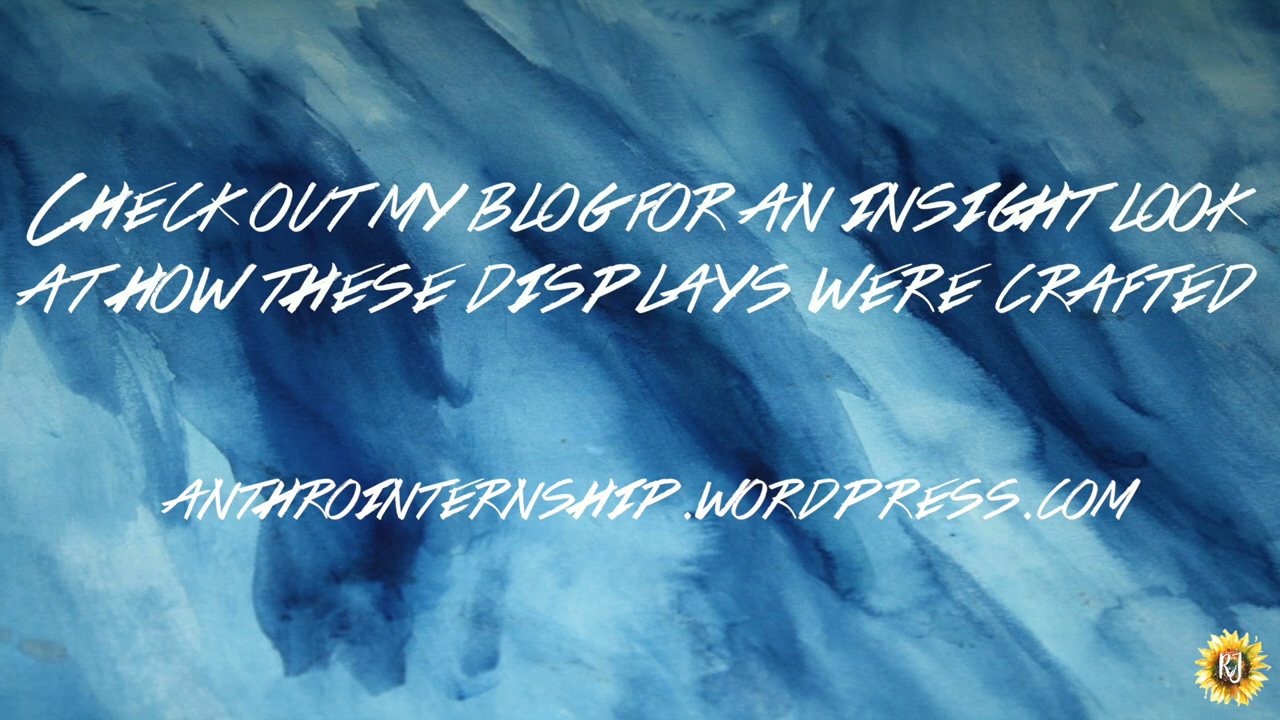 CHECK OUT MY BLOG FOR AN INSIGHT LOOK
AT HOW THESE DISPLAYS WERE CRAFTED
ANTHROINTERNSHIP.WORDPRESS.COM
RJ